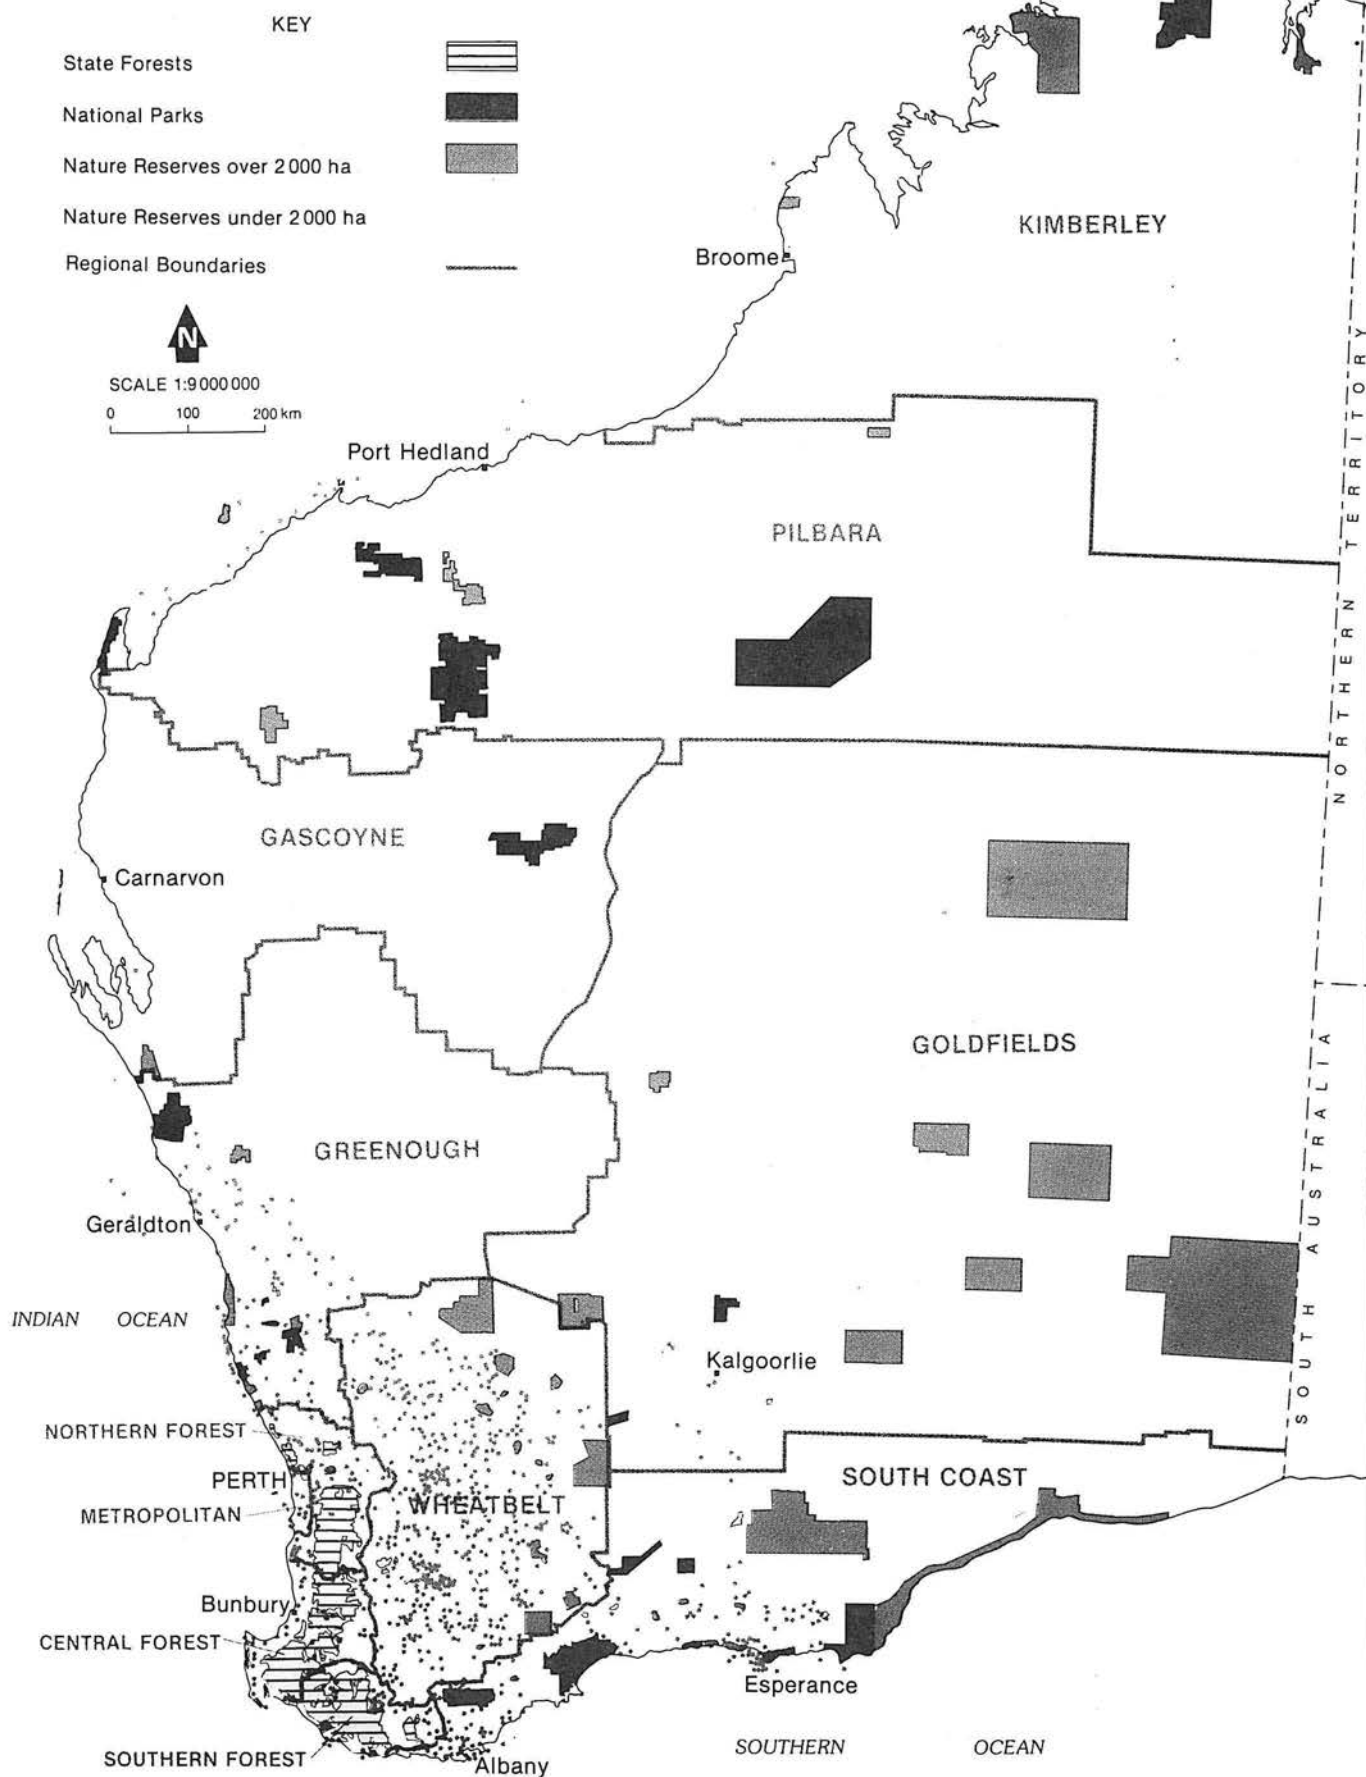 KEY
State Forests
National Parks
Nature Reserves over 2 000 ha
Nature Reserves under 2 000 ha
Regional Boundaries
N
SCALE 1:9 000 000
0 100 200 km
KIMBERLEY
Broome
Port Hedland
PILBARA
NORTHERN TERRITORY
GASCOYNE
Carnarvon
GOLDFIELDS
GREENOUGH
Geraldton
SOUTH AUSTRALIA
INDIAN OCEAN
Kalgoorlie
NORTHERN FOREST
PERTH
SOUTH COAST
METROPOLITAN
WHEATBELT
Bunbury
CENTRAL FOREST
Esperance
SOUTHERN FOREST
Albany
SOUTHERN OCEAN